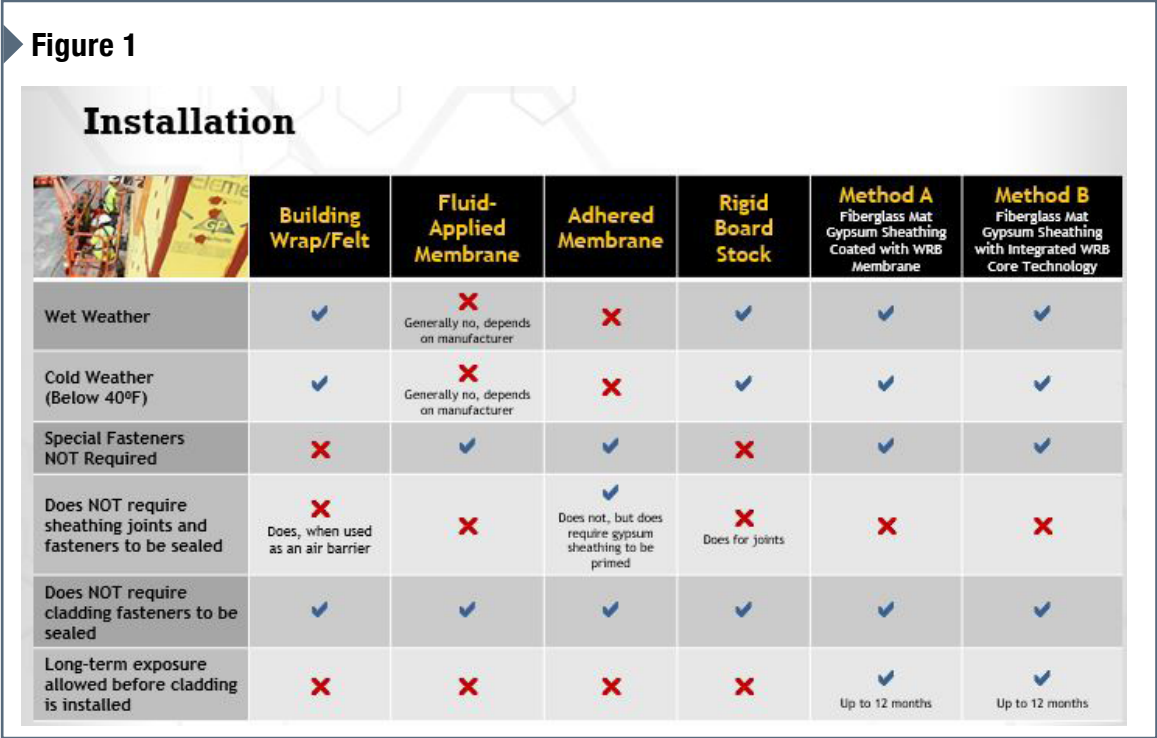 Figure 1
Installation
Eleme
GP
Building
Wrap/Felt
Fluid-
Applied
Membrane
Adhered
Membrane
Rigid
Board
Stock
Method A
Fiberglass Mat
Gypsum Sheathing
Coated with WRB
Membrane
Method B
Fiberglass Mat
Gypsum Sheathing
with Integrated WRB
Core Technology
Wet Weather
Generally no, depends
on manufacturer
Cold Weather
(Below 40ºF)
Generally no, depends
on manufacturer
Special Fasteners
NOT Required
Does NOT require
sheathing joints and
fasteners to be sealed
Does, when used
as an air barrier
Does not, but does
require gypsum
sheathing to be
primed
Does for joints
Does NOT require
cladding fasteners to be
sealed
Long-term exposure
allowed before cladding
is installed
Up to 12 months
Up to 12 months